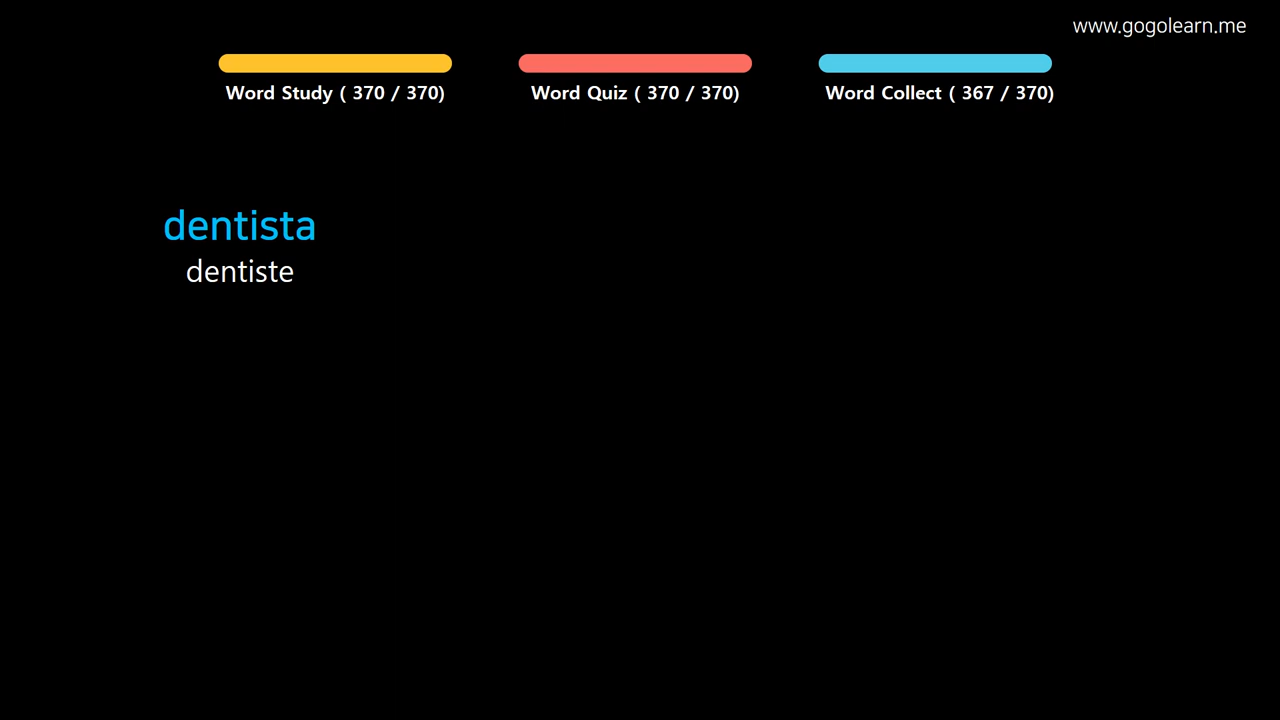 www.gogolearn.me
Word Study ( 370 / 370)
Word Quiz ( 370 / 370)
Word Collect ( 367 / 370)
dentista
dentiste